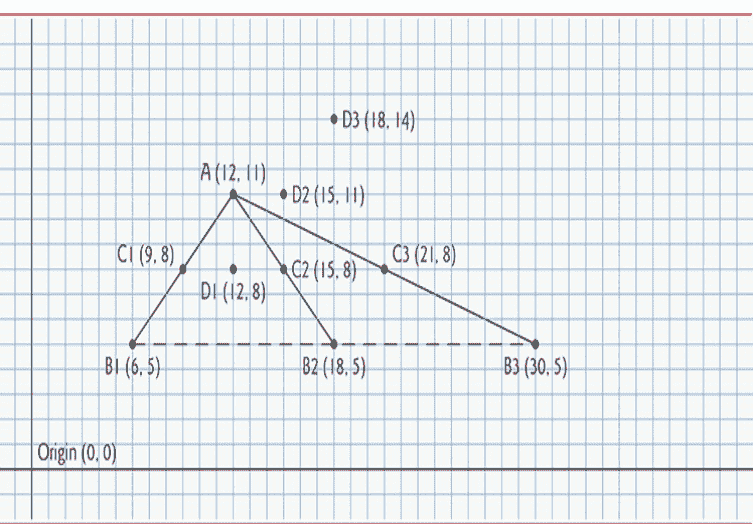 D3 (18, 14)
A (12, 11)
D2 (15, 11)
C1 (9, 8)
C3 (21, 8)
C2 (15, 8)
D1 (12, 8)
B1 (6, 5)
B2 (18, 5)
B3 (30, 5)
Origin (0, 0)